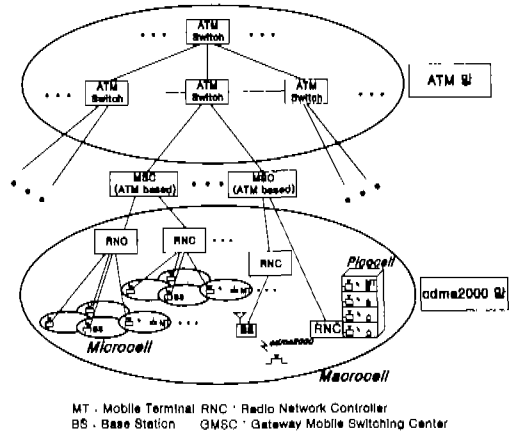 ATM
Switch
ATM
Switch
ATM
Switch
ATM
Switch
ATM 망
MSC
(ATM based)
MSC
(ATM based)
RNC
RNC
RNC
Picocell
MT
BS
MT
BS
MT
BS
RNC
cdma2000
cdma2000 망
Microcell
Macrocell
MT : Mobile Terminal RNC : Radio Network Controller
BS : Base Station GMSC : Gateway Mobile Switching Center